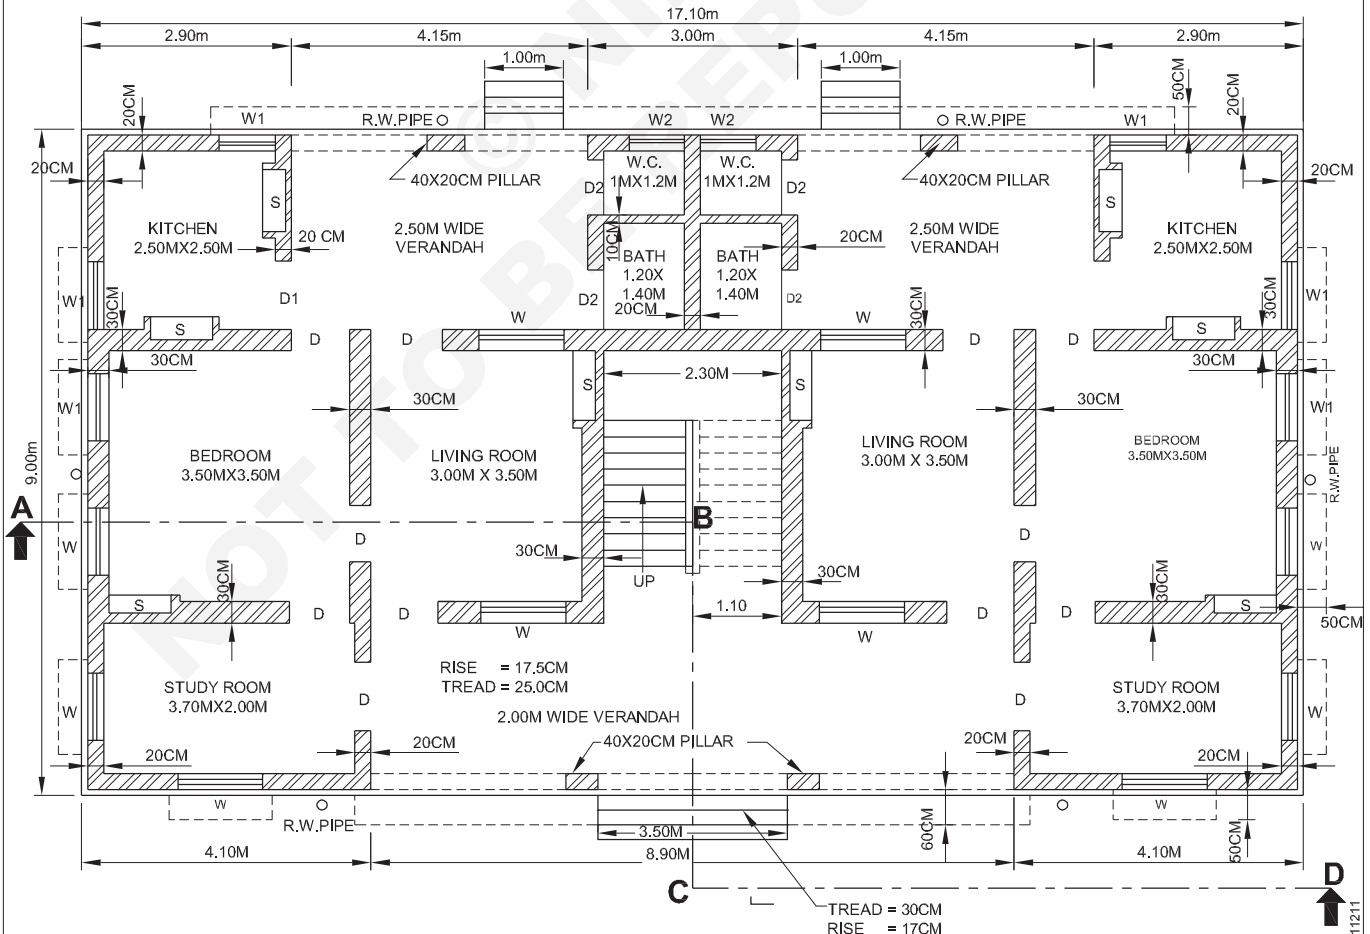 17.10m
2.90m
4.15m
3.00m
4.15m
2.90m
1.00m
1.00m
20CM
W1
R.W.PIPE
W2
W2
R.W.PIPE
W1
50CM
20CM
20CM
40X20CM PILLAR
W.C.
1MX1.2M
W.C.
1MX1.2M
40X20CM PILLAR
20CM
S
D2
D2
S
KITCHEN
2.50MX2.50M
20 CM
2.50M WIDE
VERANDAH
10CM
BATH
1.20X
1.40M
BATH
1.20X
1.40M
20CM
2.50M WIDE
VERANDAH
KITCHEN
2.50MX2.50M
W1
30CM
D1
D2
20CM
D2
30CM
W1
S
D
D
W
W
D
D
S
30CM
30CM
2.30M
S
S
W1
30CM
30CM
W1
9.00m
BEDROOM
3.50MX3.50M
LIVING ROOM
3.00M X 3.50M
LIVING ROOM
3.00M X 3.50M
BEDROOM
3.50MX3.50M
R.W.PIPE
A
B
W
D
30CM
UP
30CM
D
W
30CM
S
D
D
W
1.10
W
D
D
30CM
S
50CM
RISE = 17.5CM
TREAD = 25.0CM
STUDY ROOM
3.70MX2.00M
W
D
2.00M WIDE VERANDAH
D
STUDY ROOM
3.70MX2.00M
W
20CM
20CM
40X20CM PILLAR
20CM
20CM
W
R.W.PIPE
3.50M
60CM
W
50CM
4.10M
8.90M
4.10M
C
D
TREAD = 30CM
RISE = 17CM
11211
© NC
NOT TO BE REPU